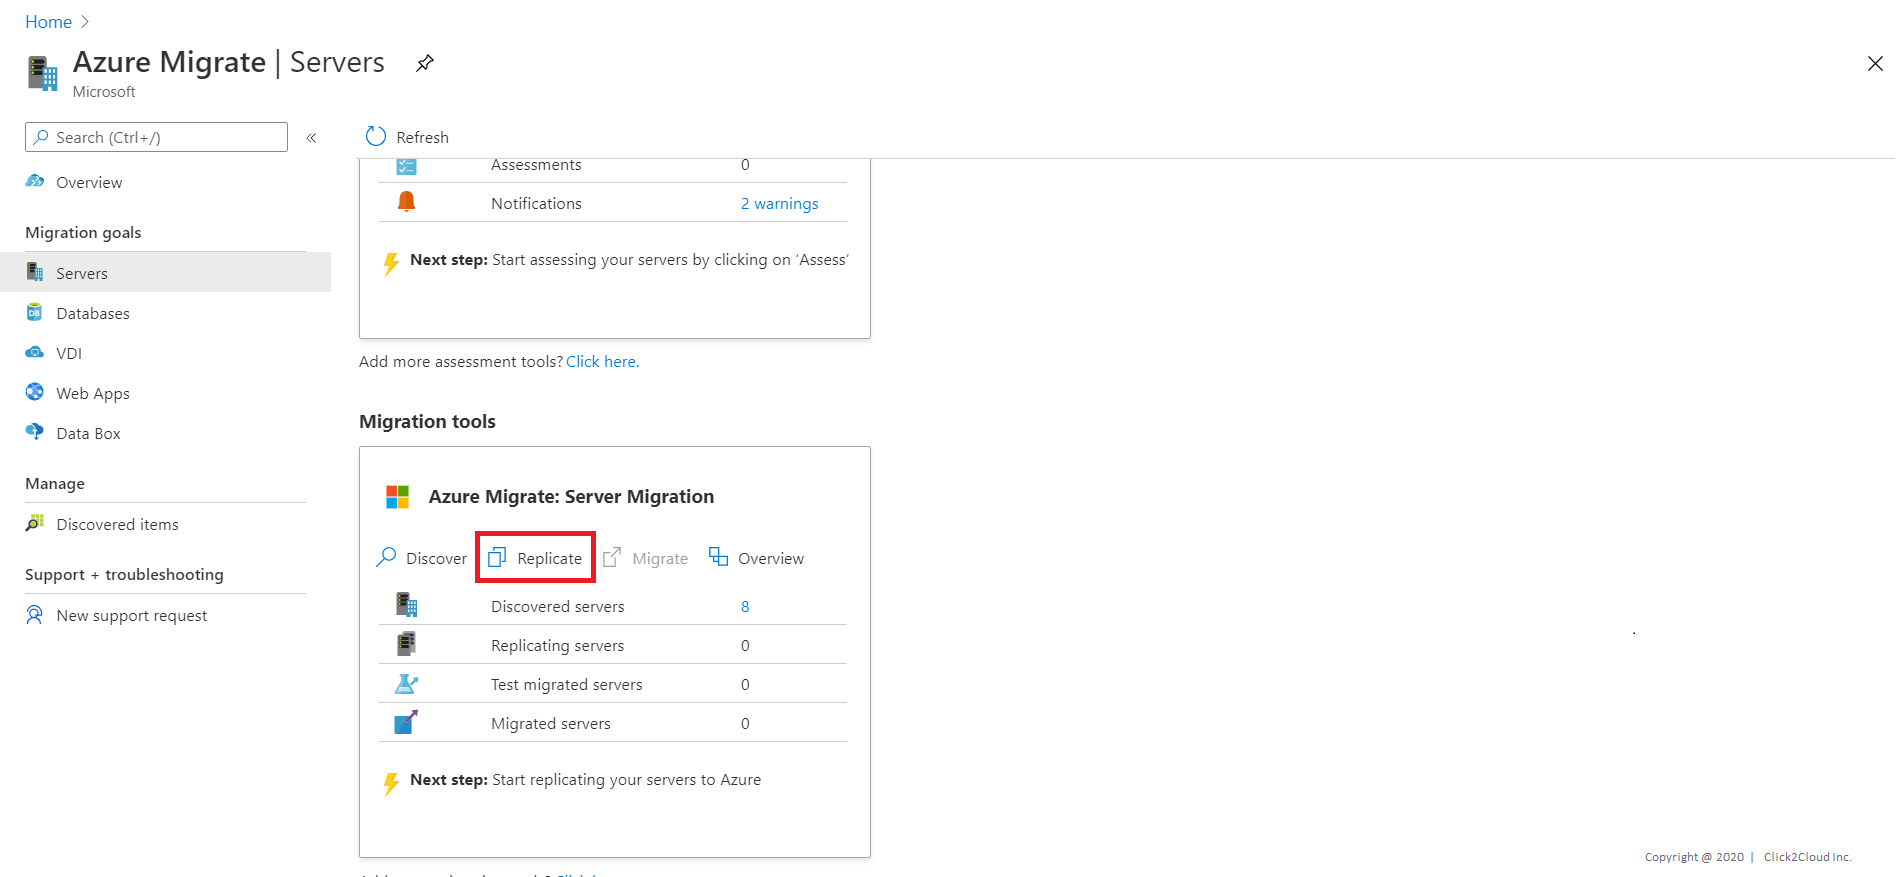 Home
Azure Migrate | Servers
Microsoft
Search (Ctrl+/)
«
Refresh
Overview
Migration goals
Servers
Databases
VDI
Web Apps
Data Box
Manage
Discovered items
Support + troubleshooting
New support request
Assessments 0
Notifications 2 warnings
Next step: Start assessing your servers by clicking on ‘Assess’
Add more assessment tools? Click here.
Migration tools
Azure Migrate: Server Migration
Discover Replicate Migrate Overview
Discovered servers 8
Replicating servers 0
Test migrated servers 0
Migrated servers 0
Next step: Start replicating your servers to Azure
Copyright @ 2020 | Click2Cloud Inc.